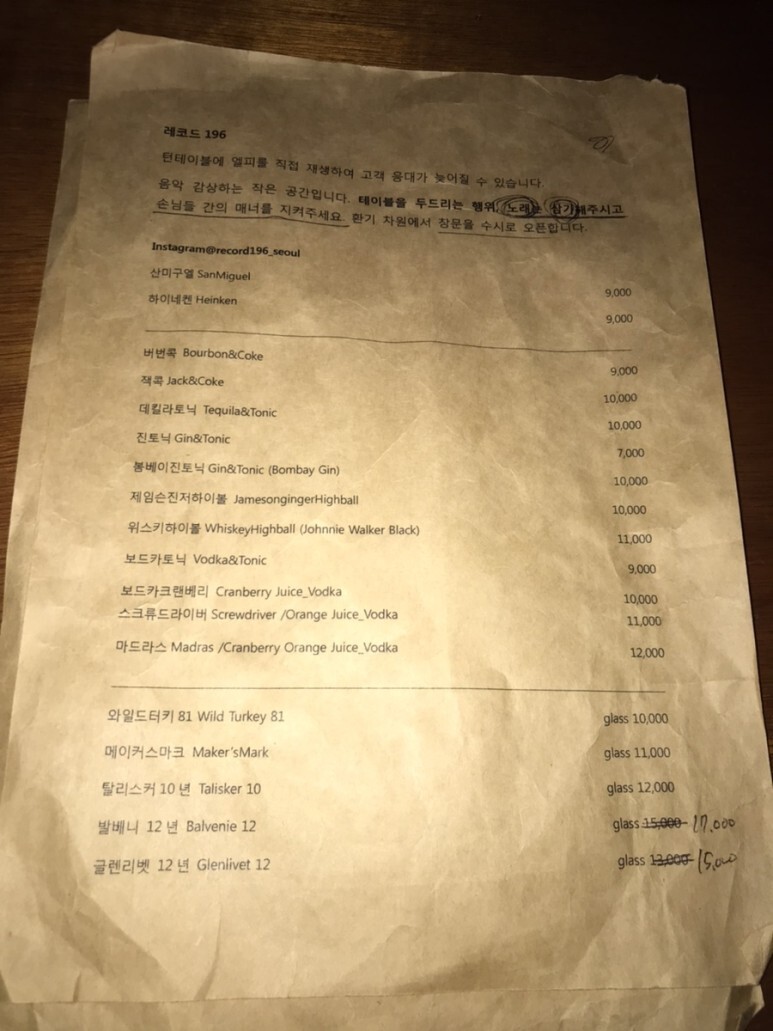 레코드 196
턴테이블에 엘피를 직접 재생하여 고객 응대가 늦어질 수 있습니다.
음악 감상하는 작은 공간입니다. 테이블을 두드리는 행위, 노래는 삼가해주시고
손님들 간의 매너를 지켜주세요. 환기 차원에서 창문을 수시로 오픈합니다.
Instagram@record196_seoul
산미구엘 SanMiguel 9,000
하이네켄 Heinken 9,000
버번콕 Bourbon&Coke 9,000
잭콕 Jack&Coke 10,000
데킬라토닉 Tequila&Tonic 10,000
진토닉 Gin&Tonic 7,000
봄베이진토닉 Gin&Tonic (Bombay Gin) 10,000
제임슨진저하이볼 JamesongingerHighball 10,000
위스키하이볼 WhiskeyHighball (Johnnie Walker Black) 11,000
보드카토닉 Vodka&Tonic 9,000
보드카크랜베리 Cranberry Juice_Vodka 10,000
스크류드라이버 Screwdriver /Orange Juice_Vodka 11,000
마드라스 Madras /Cranberry Orange Juice_Vodka 12,000
와일드터키 81 Wild Turkey 81 glass 10,000
메이커스마크 Maker'sMark glass 11,000
탈리스커 10 년 Talisker 10 glass 12,000
발베니 12 년 Balvenie 12 glass 15,000 17.000
글렌리벳 12 년 Glenlivet 12 glass 13,000 15,000